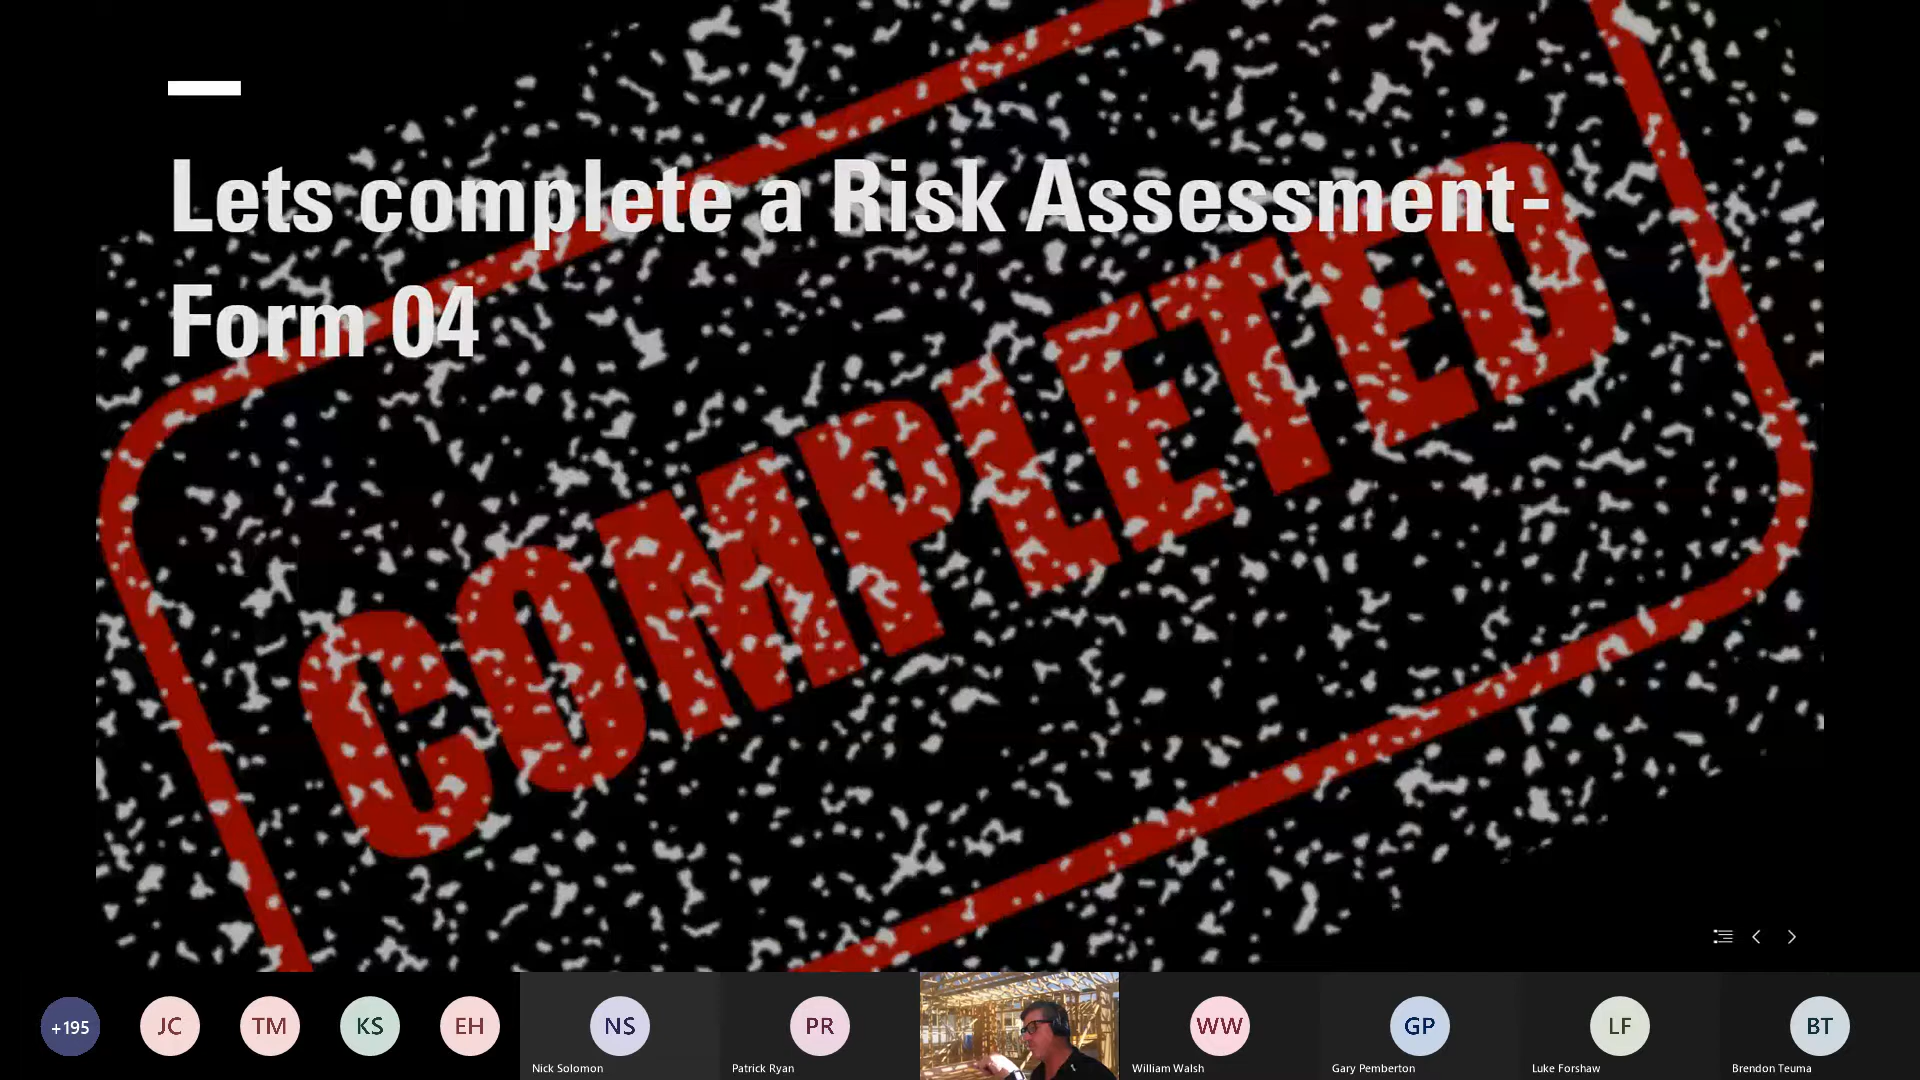 Lets complete a Risk Assessment-
Form 04
COMPLETED
+195
JC
TM
KS
EH
NS
PR
WW
GP
LF
BT
Nick Solomon
Patrick Ryan
William Walsh
Gary Pemberton
Luke Forshaw
Brendon Teuma